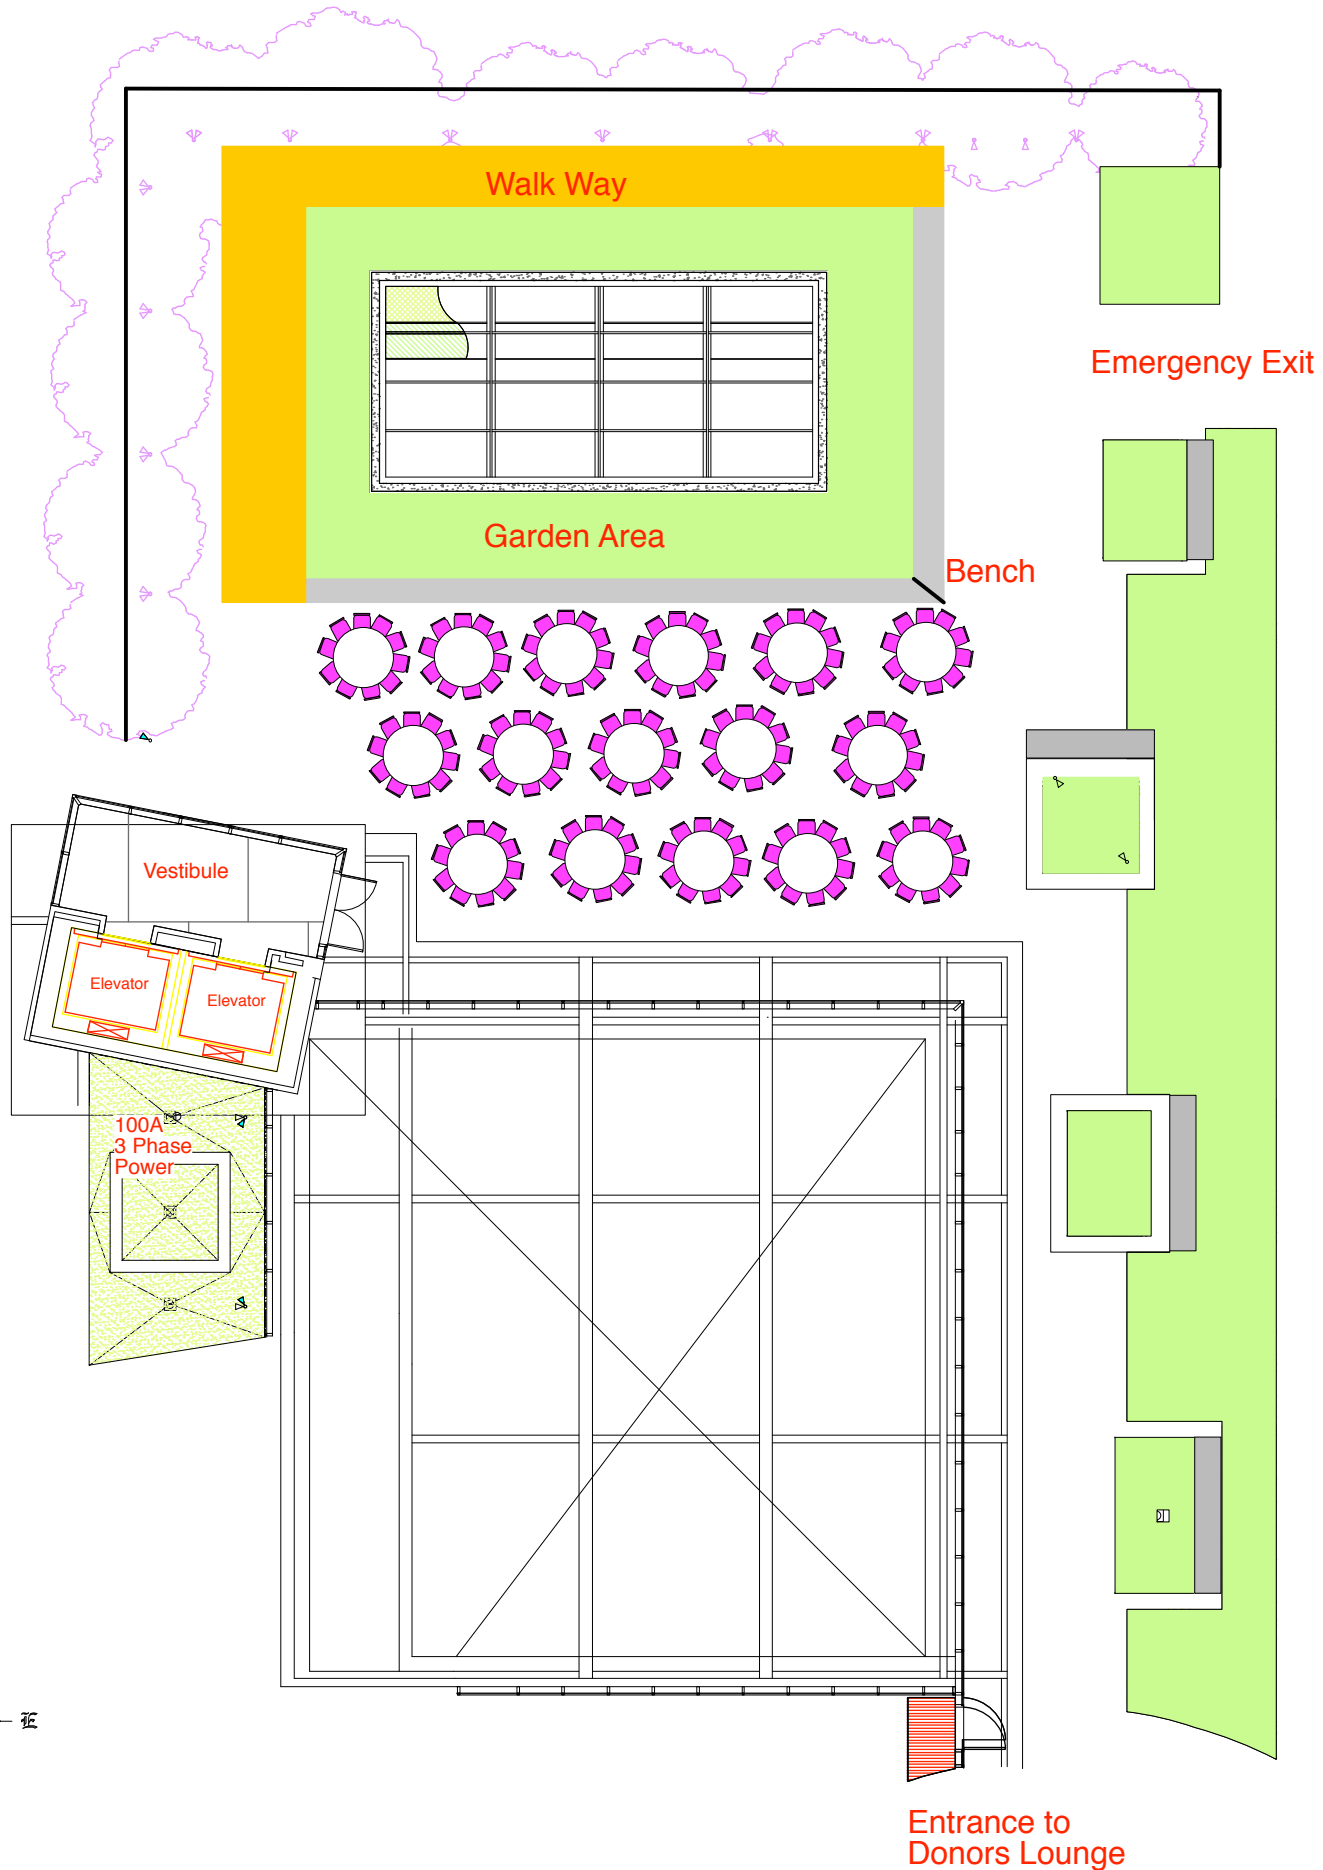 Walk Way
Emergency Exit
Garden Area
Bench
Vestibule
Elevator
Elevator
100A
3 Phase
Power
E
Entrance to
Donors Lounge